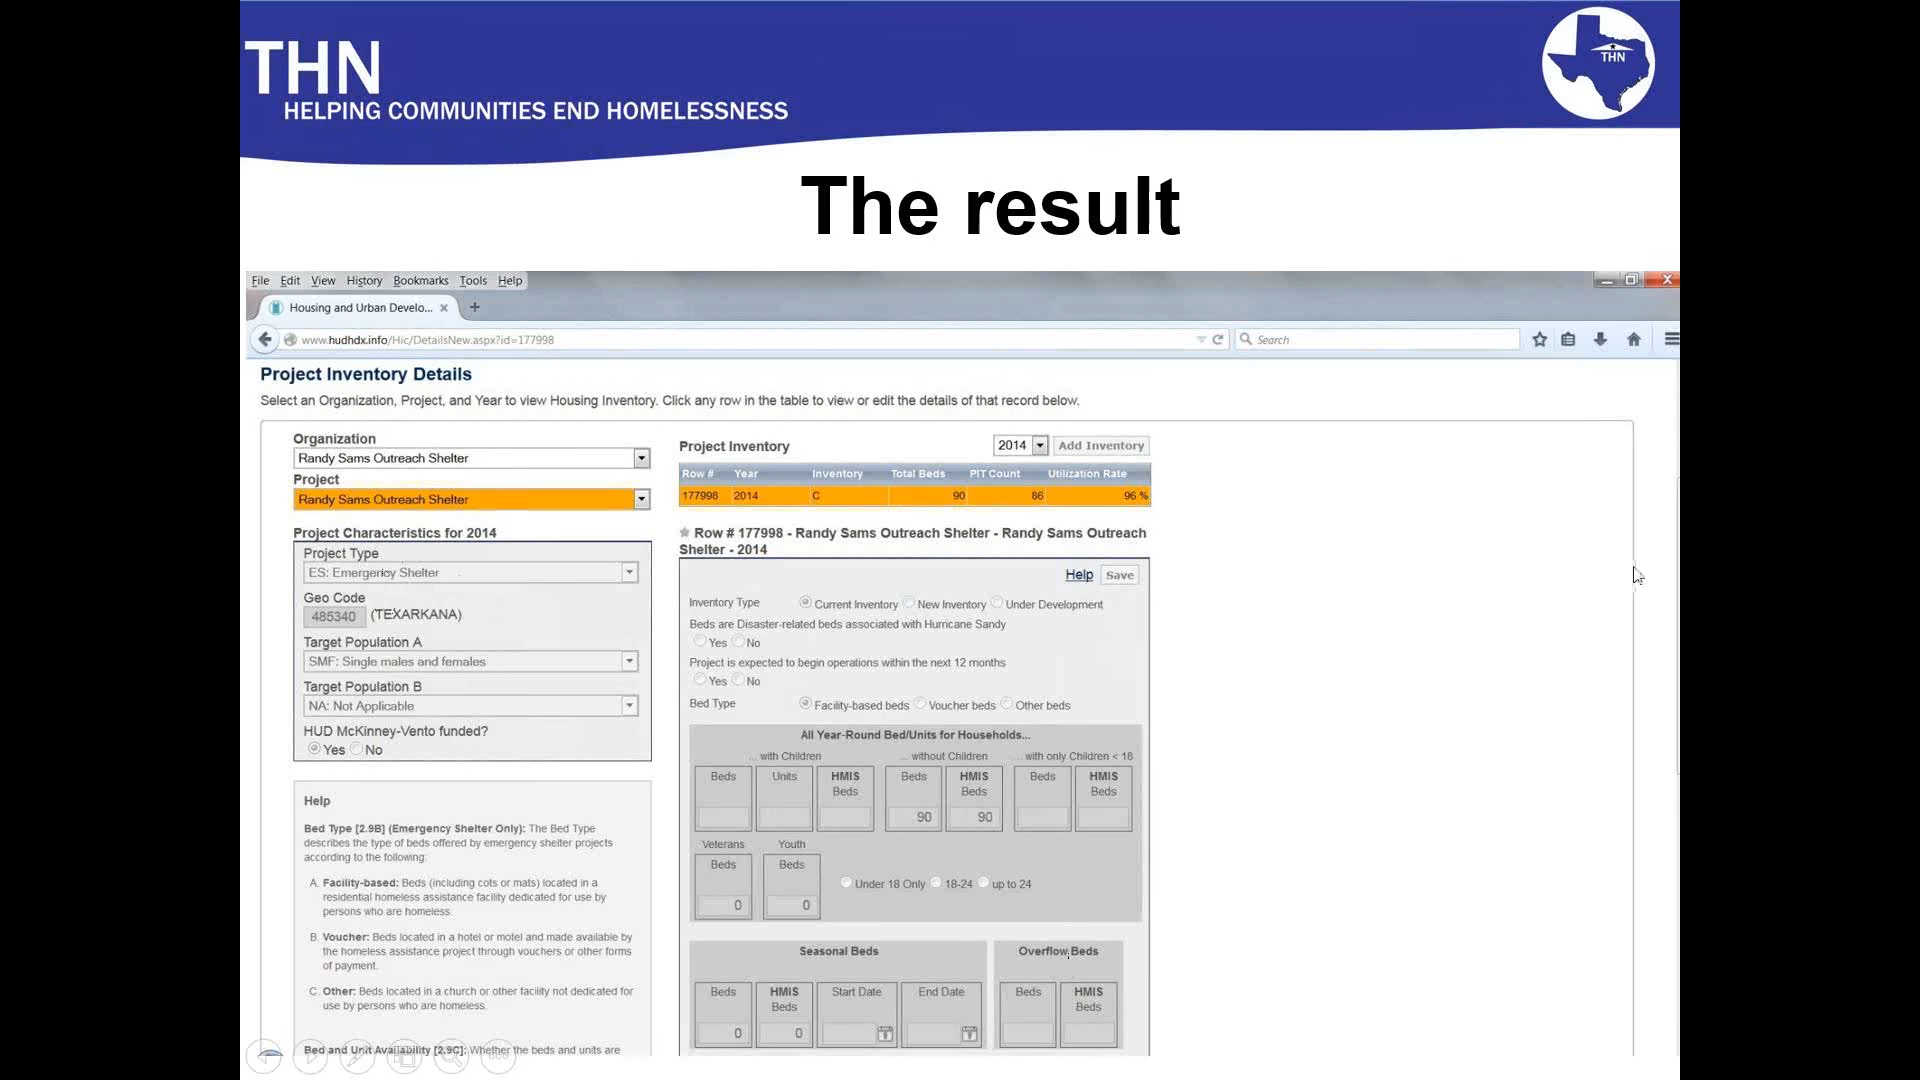 THN
HELPING COMMUNITIES END HOMELESSNESS
THN
The result
File Edit View History Bookmarks Tools Help
Housing and Urban Develo...
www.hudhdx.info/Hic/DetailsNew.aspx?id=177998
Search
Project Inventory Details
Select an Organization, Project, and Year to view Housing Inventory. Click any row in the table to view or edit the details of that record below.
Organization
Randy Sams Outreach Shelter
Project
Randy Sams Outreach Shelter
Project Characteristics for 2014
Project Type
ES: Emergency Shelter
Geo Code
485340 (TEXARKANA)
Target Population A
SMF: Single males and females
Target Population B
NA: Not Applicable
HUD McKinney-Vento funded?
Yes No
Help
Bed Type [2.9B] (Emergency Shelter Only): The Bed Type
describes the type of beds offered by emergency shelter projects
according to the following:
A. Facility-based: Beds (including cots or mats) located in a
residential homeless assistance facility dedicated for use by
persons who are homeless.
B. Voucher: Beds located in a hotel or motel and made available by
the homeless assistance project through vouchers or other forms
of payment.
C. Other: Beds located in a church or other facility not dedicated for
use by persons who are homeless.
Bed and Unit Availability [2.9C]: Whether the beds and units are
Project Inventory 2014 Add Inventory
Row # Year Inventory Total Beds PIT Count Utilization Rate
177998 2014 C 90 86 96 %
Row # 177998 - Randy Sams Outreach Shelter - Randy Sams Outreach
Shelter - 2014
Help Save
Inventory Type Current Inventory New Inventory Under Development
Beds are Disaster-related beds associated with Hurricane Sandy
Yes No
Project is expected to begin operations within the next 12 months
Yes No
Bed Type Facility-based beds Voucher beds Other beds
All Year-Round Bed/Units for Households...
... with Children ... without Children ... with only Children < 18
Beds Units HMIS Beds Beds HMIS Beds Beds HMIS Beds
90 90
Veterans Youth
Beds Beds
Under 18 Only 18-24 up to 24
0 0
Seasonal Beds Overflow Beds
Beds HMIS Beds Start Date End Date Beds HMIS Beds
0 0